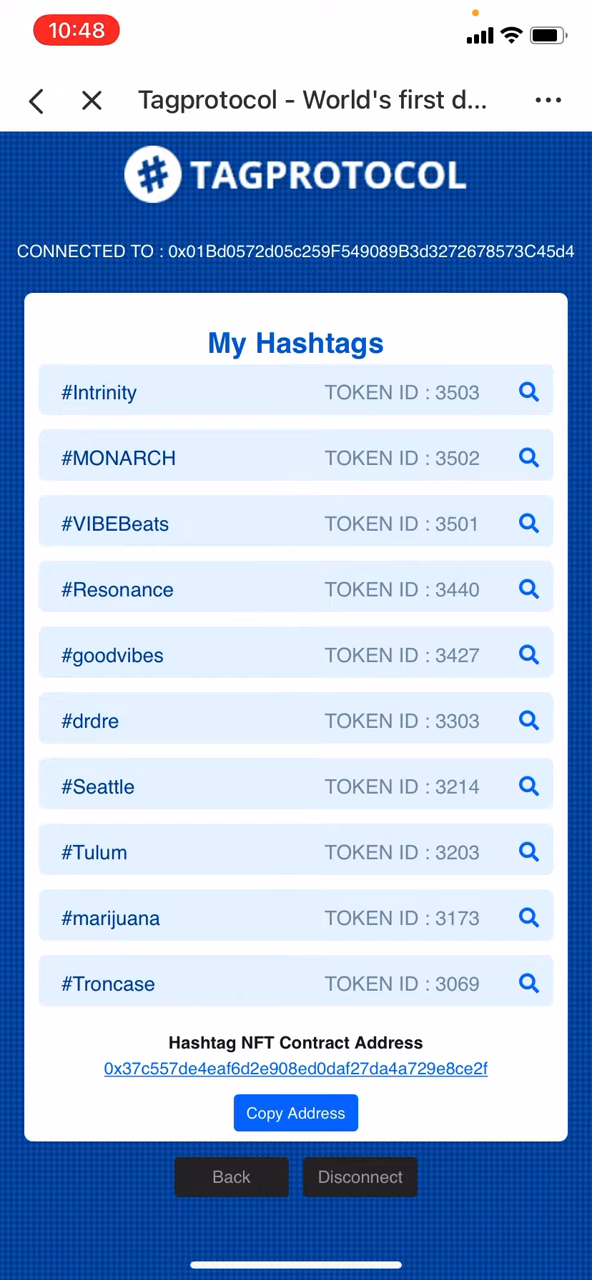 10:48
Tagprotocol - World's first d...
# TAGPROTOCOL
CONNECTED TO : 0x01Bd0572d05c259F549089B3d3272678573C45d4
My Hashtags
#Intrinity TOKEN ID : 3503
#MONARCH TOKEN ID : 3502
#VIBEBeats TOKEN ID : 3501
#Resonance TOKEN ID : 3440
#goodvibes TOKEN ID : 3427
#drdre TOKEN ID : 3303
#Seattle TOKEN ID : 3214
#Tulum TOKEN ID : 3203
#marijuana TOKEN ID : 3173
#Troncase TOKEN ID : 3069
Hashtag NFT Contract Address
0x37c557de4eaf6d2e908ed0daf27da4a729e8ce2f
Copy Address
Back Disconnect